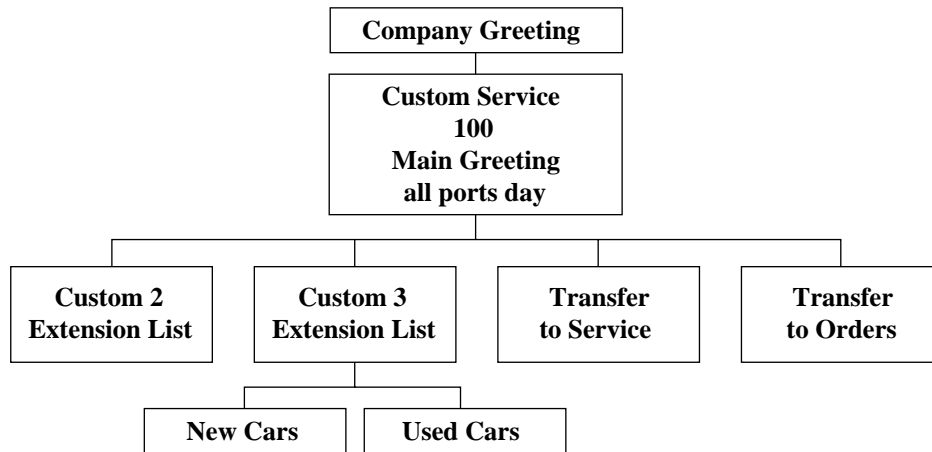 Company Greeting
Custom Service
100
Main Greeting
all ports day
Custom 2
Extension List
Custom 3
Extension List
Transfer
to Service
Transfer
to Orders
New Cars
Used Cars